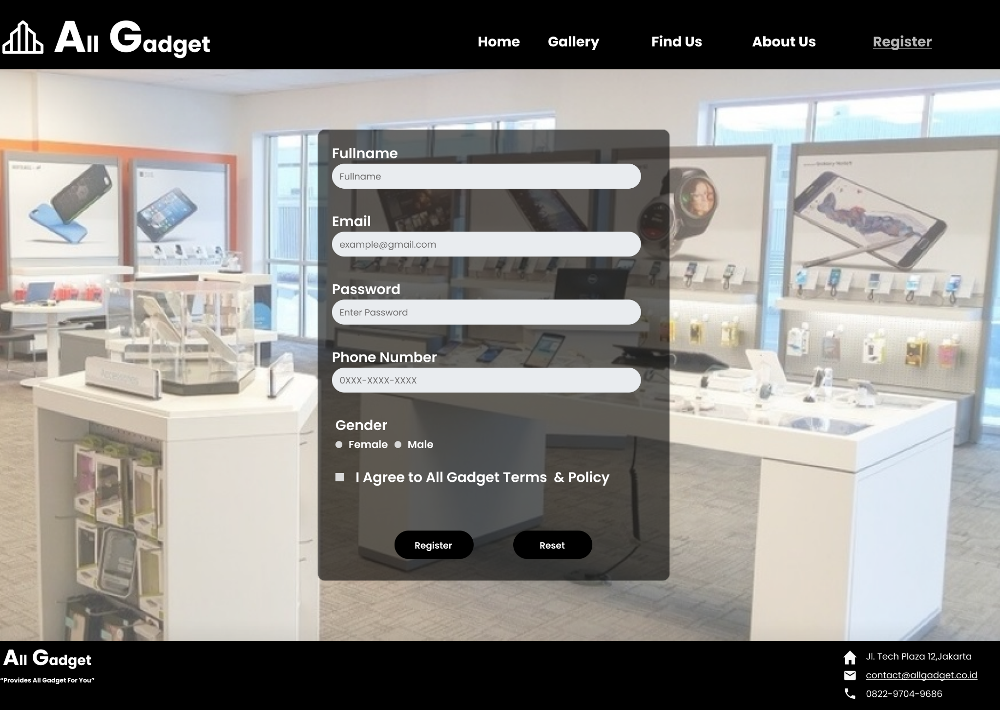 All Gadget
Home Gallery Find Us About Us Register
Fullname
Fullname
Email
example@gmail.com
Password
Enter Password
Phone Number
0XXX-XXXX-XXXX
Gender
Female Male
I Agree to All Gadget Terms & Policy
Register Reset
All Gadget
“Provides All Gadget For You”
Jl. Tech Plaza 12,Jakarta
contact@allgadget.co.id
0822-9704-9686
Accessories